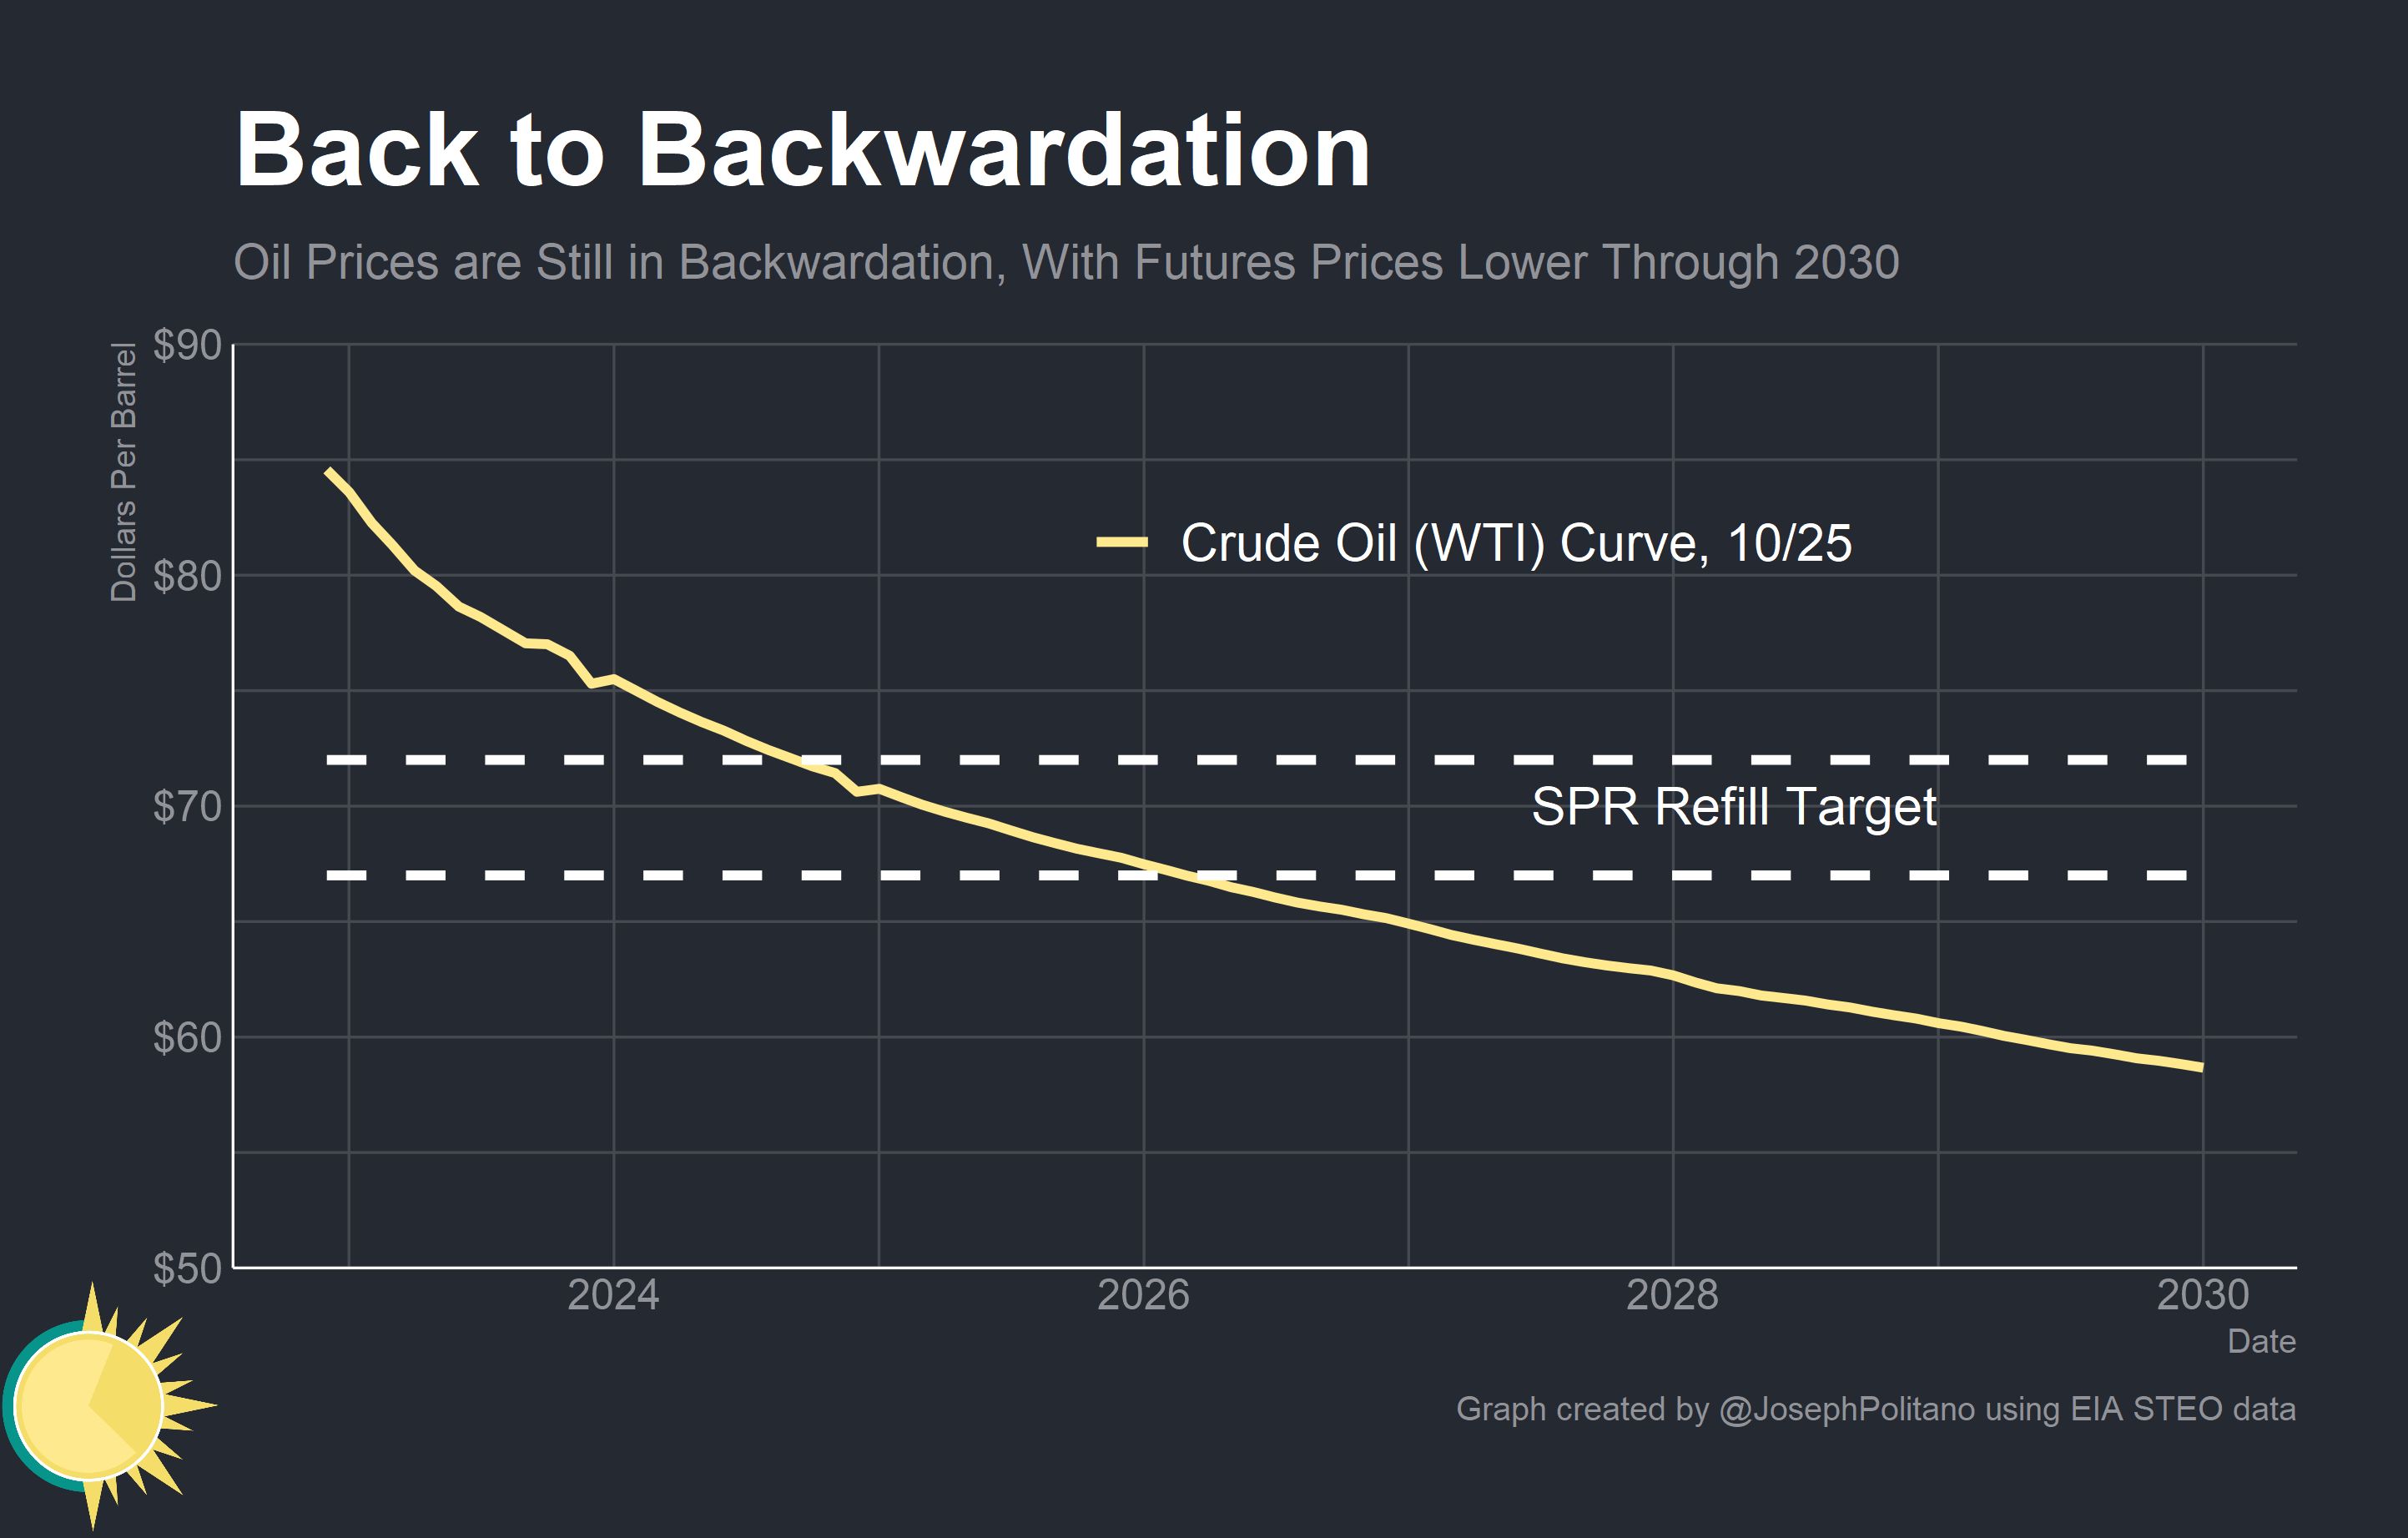 Back to Backwardation
Oil Prices are Still in Backwardation, With Futures Prices Lower Through 2030
Dollars Per Barrel
$90
$80
$70
$60
$50
Crude Oil (WTI) Curve, 10/25
SPR Refill Target
2024
2026
2028
2030
Date
Graph created by @JosephPolitano using EIA STEO data